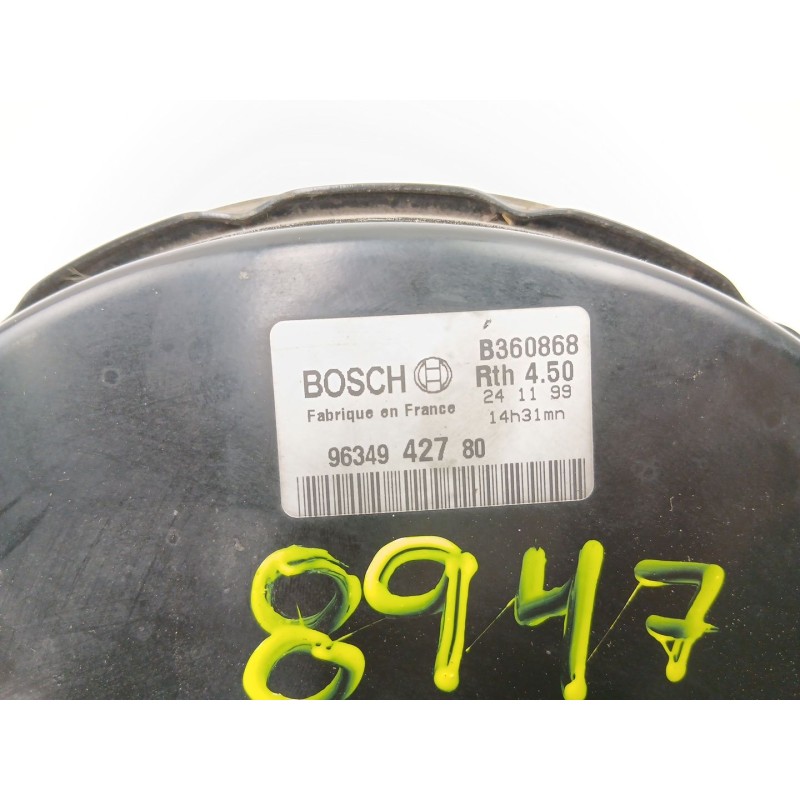 BOSCH
Fabrique en France
B360868
Rth 4.50
24 11 99
14h31mn
96349 427 80
8947